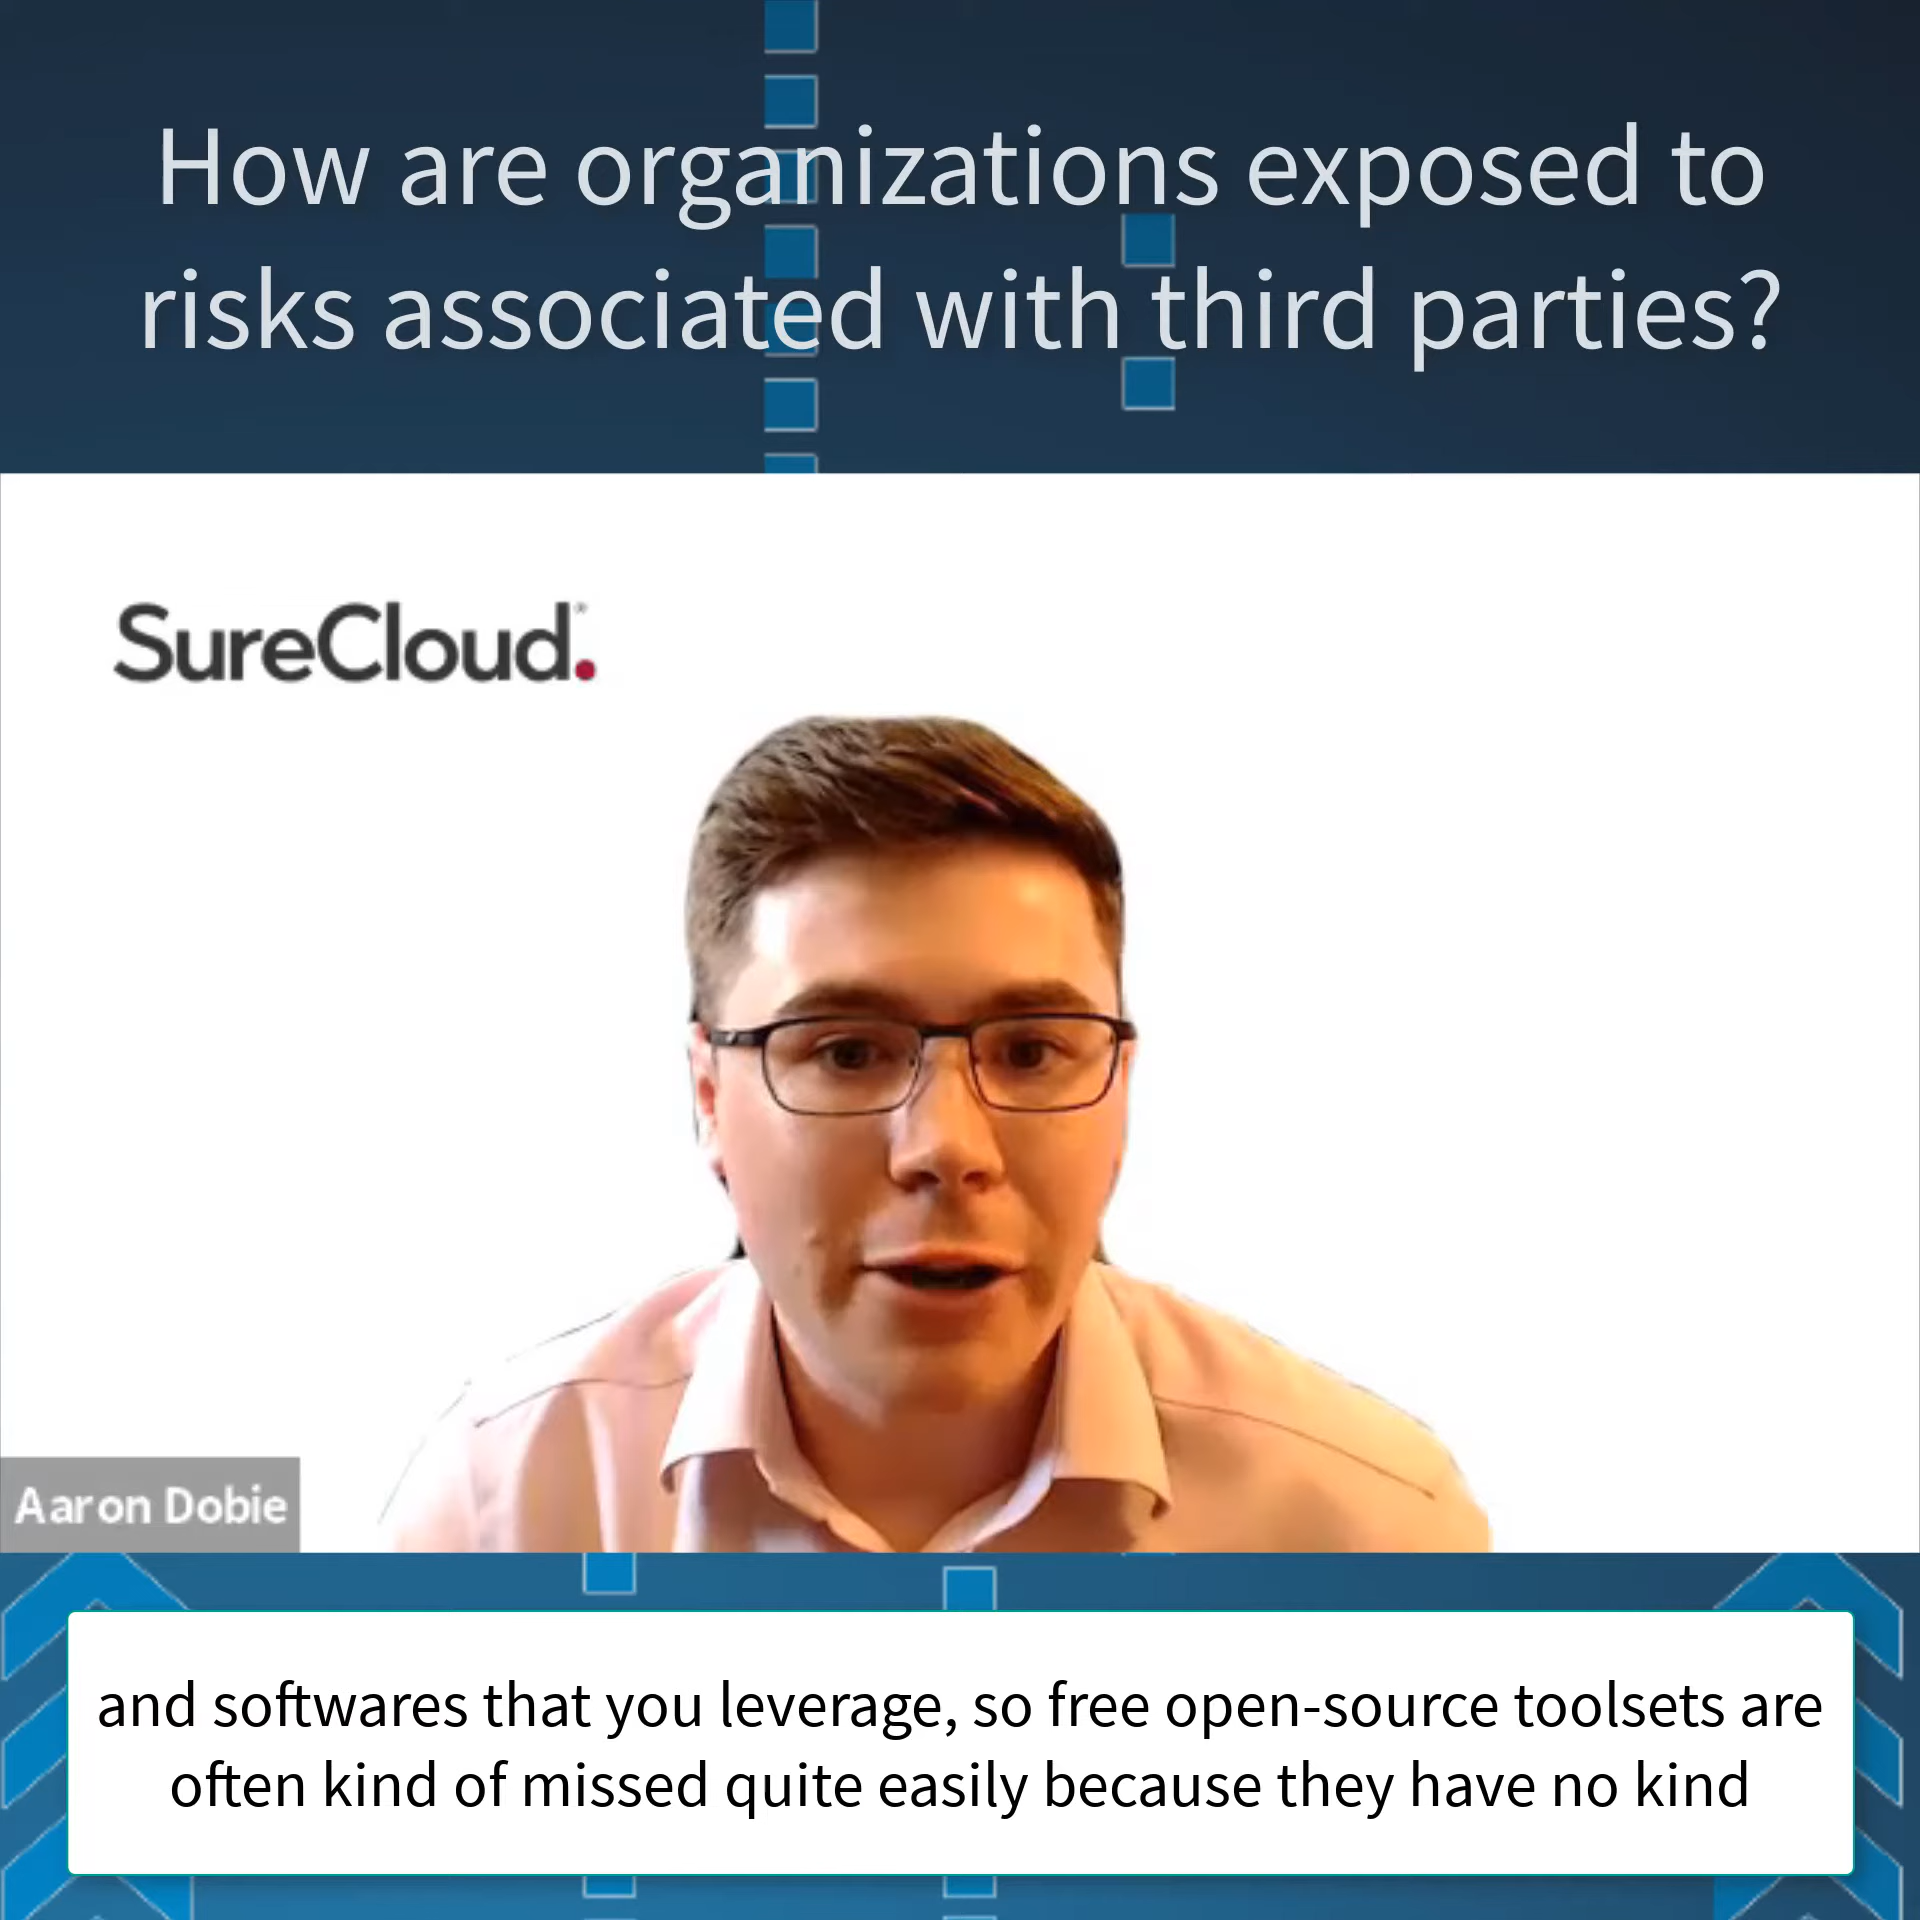 How are organizations exposed to
risks associated with third parties?
SureCloud.®
Aaron Dobie
and softwares that you leverage, so free open-source toolsets are
often kind of missed quite easily because they have no kind